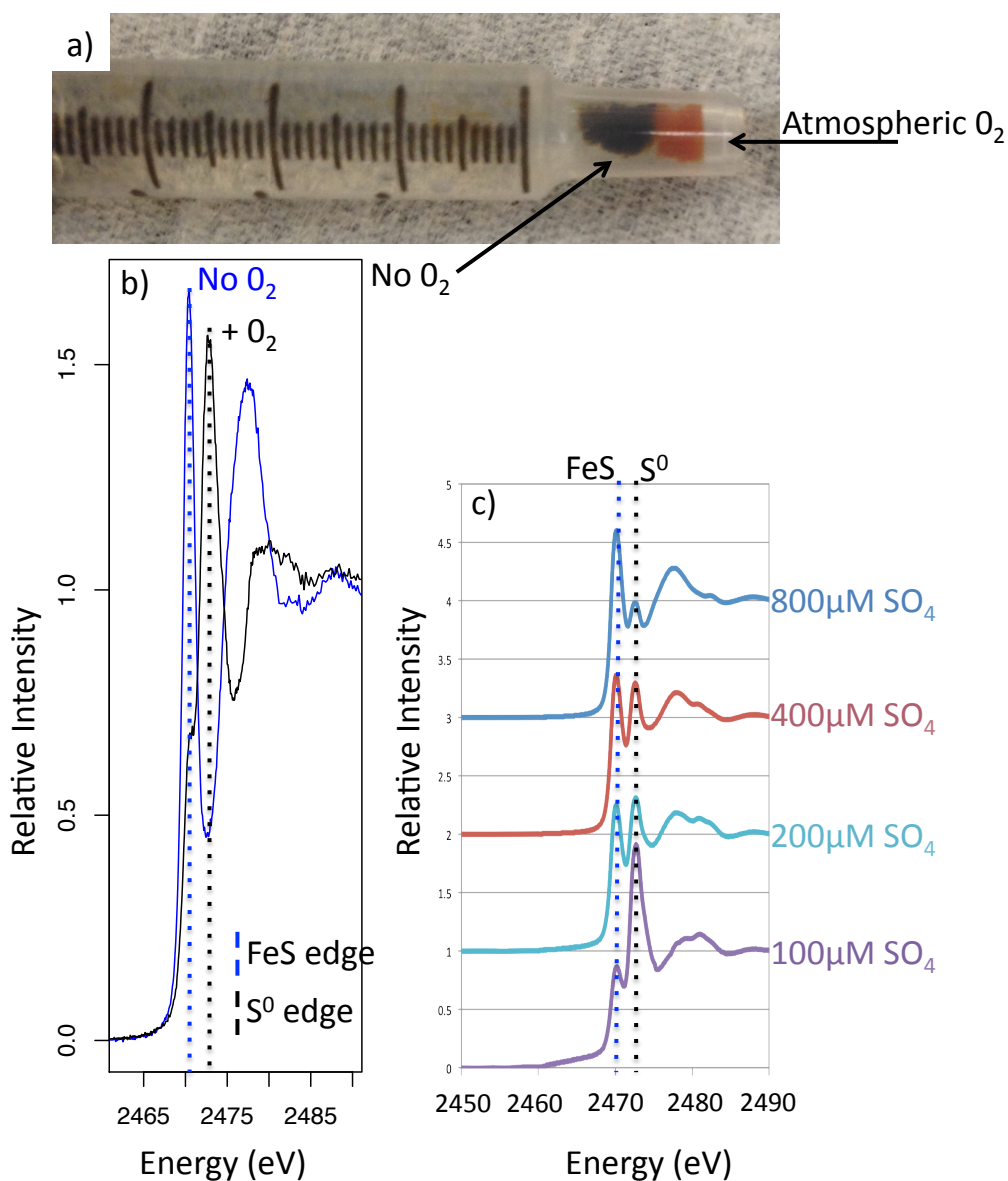 a)
Atmospheric 0₂
No 0₂
b)
No 0₂
+ 0₂
1.5
1.0
0.5
0.0
Relative Intensity
FeS edge
S⁰ edge
2465 2475 2485
Energy (eV)
FeS S⁰
c)
5
4.5
4
3.5
3
2.5
2
1.5
1
0.5
0
Relative Intensity
800μM SO₄
400μM SO₄
200μM SO₄
100μM SO₄
2450 2460 2470 2480 2490
Energy (eV)